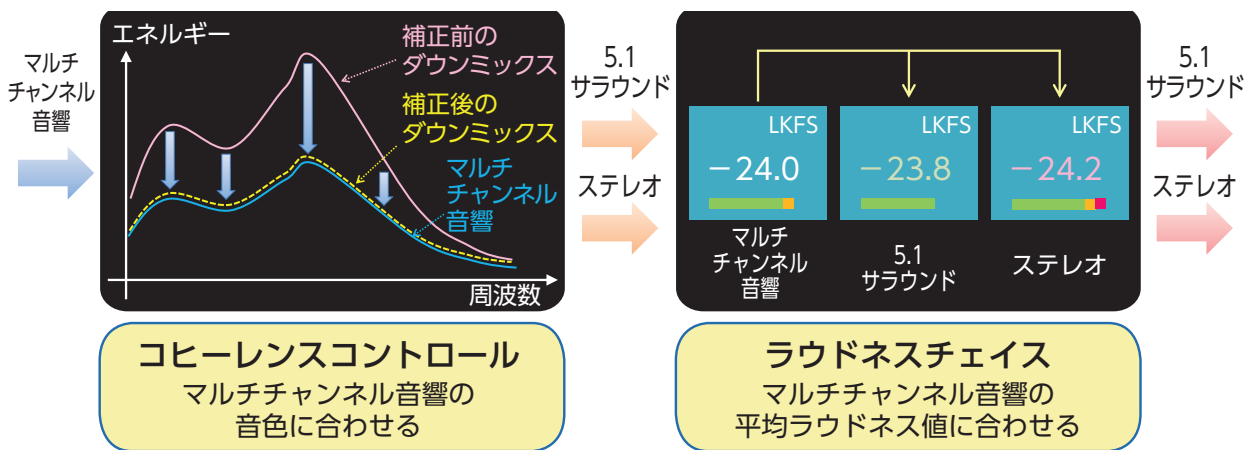 マルチ
チャンネル
音響
エネルギー
補正前の
ダウンミックス
補正後の
ダウンミックス
マルチ
チャンネル
音響
周波数
コヒーレンスコントロール
マルチチャンネル音響の
音色に合わせる
5.1
サラウンド
ステレオ
LKFS
−24.0
マルチ
チャンネル
音響
LKFS
−23.8
5.1
サラウンド
LKFS
−24.2
ステレオ
ラウドネスチェイス
マルチチャンネル音響の
平均ラウドネス値に合わせる
5.1
サラウンド
ステレオ